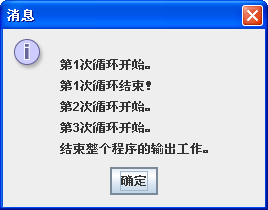 消息
第1次循环开始。
第1次循环结束！
第2次循环开始。
第3次循环开始。
结束整个程序的输出工作。
确定